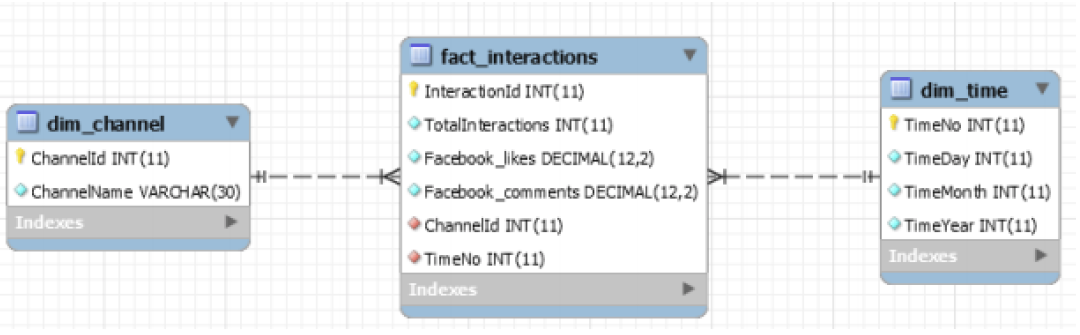 dim_channel
ChannelId INT(11)
ChannelName VARCHAR(30)
Indexes
fact_interactions
InteractionId INT(11)
TotalInteractions INT(11)
Facebook_likes DECIMAL(12,2)
Facebook_comments DECIMAL(12,2)
ChannelId INT(11)
TimeNo INT(11)
Indexes
dim_time
TimeNo INT(11)
TimeDay INT(11)
TimeMonth INT(11)
TimeYear INT(11)
Indexes